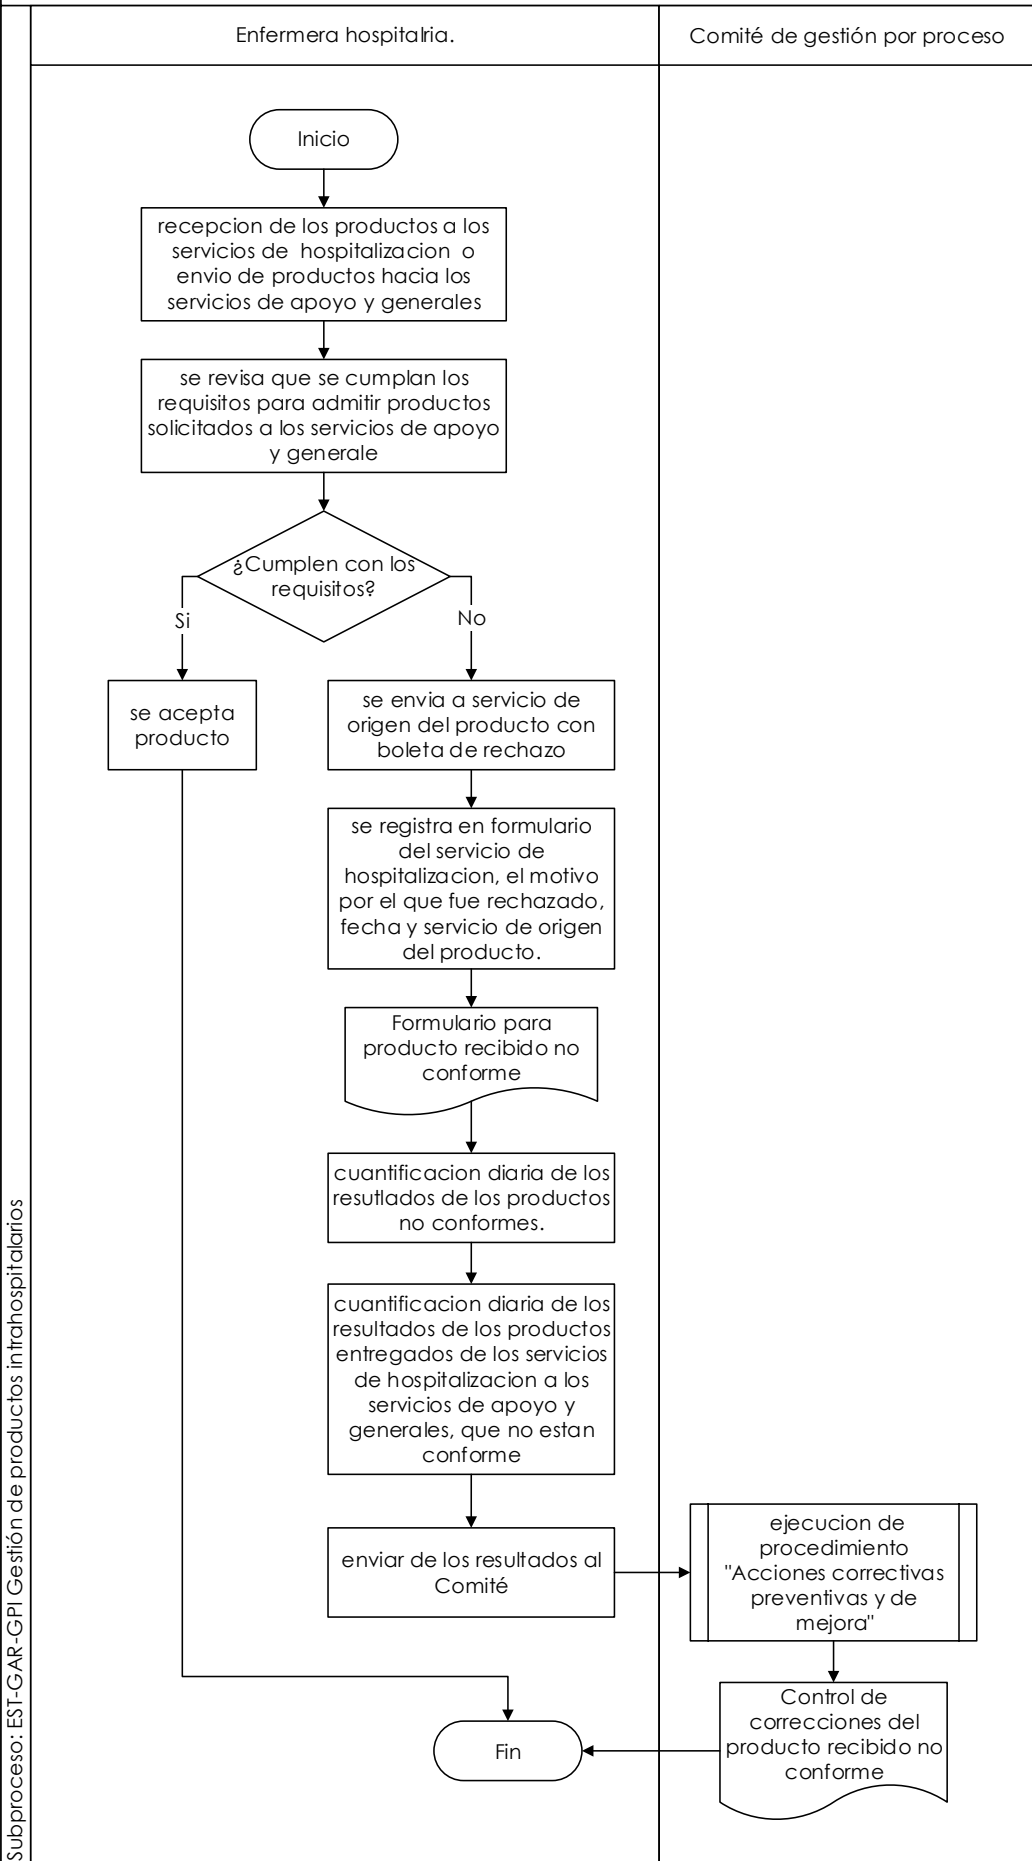 Enfermera hospitalria.
Comité de gestión por proceso
Inicio
recepcion de los productos a los
servicios de hospitalizacion o
envio de productos hacia los
servicios de apoyo y generales
se revisa que se cumplan los
requisitos para admitir productos
solicitados a los servicios de apoyo
y generale
¿Cumplen con los
requisitos?
Si
No
se acepta
producto
se envia a servicio de
origen del producto con
boleta de rechazo
se registra en formulario
del servicio de
hospitalizacion, el motivo
por el que fue rechazado,
fecha y servicio de origen
del producto.
Formulario para
producto recibido no
conforme
cuantificacion diaria de los
resutlados de los productos
no conformes.
cuantificacion diaria de los
resultados de los productos
entregados de los servicios
de hospitalizacion a los
servicios de apoyo y
generales, que no estan
conforme
enviar de los resultados al
Comité
ejecucion de
procedimiento
"Acciones correctivas
preventivas y de
mejora"
Control de
correcciones del
producto recibido no
conforme
Fin
Subproceso: EST-GAR-GPI Gestión de productos intrahospitalarios